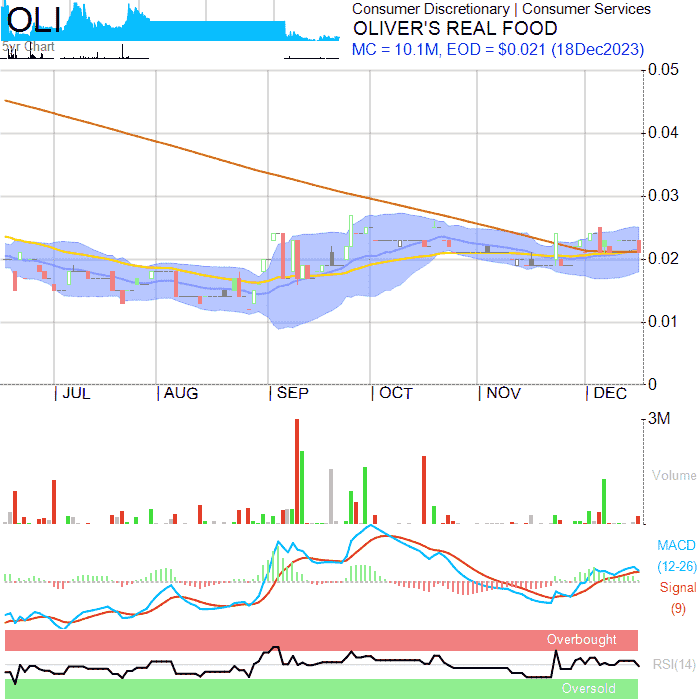 OLI
5yr Chart
Consumer Discretionary | Consumer Services
OLIVER'S REAL FOOD
MC = 10.1M, EOD = $0.021 (18Dec2023)
0.05
0.04
0.03
0.02
0.01
0
JUL
AUG
SEP
OCT
NOV
DEC
3M
Volume
MACD
(12-26)
Signal
(9)
Overbought
RSI(14)
Oversold